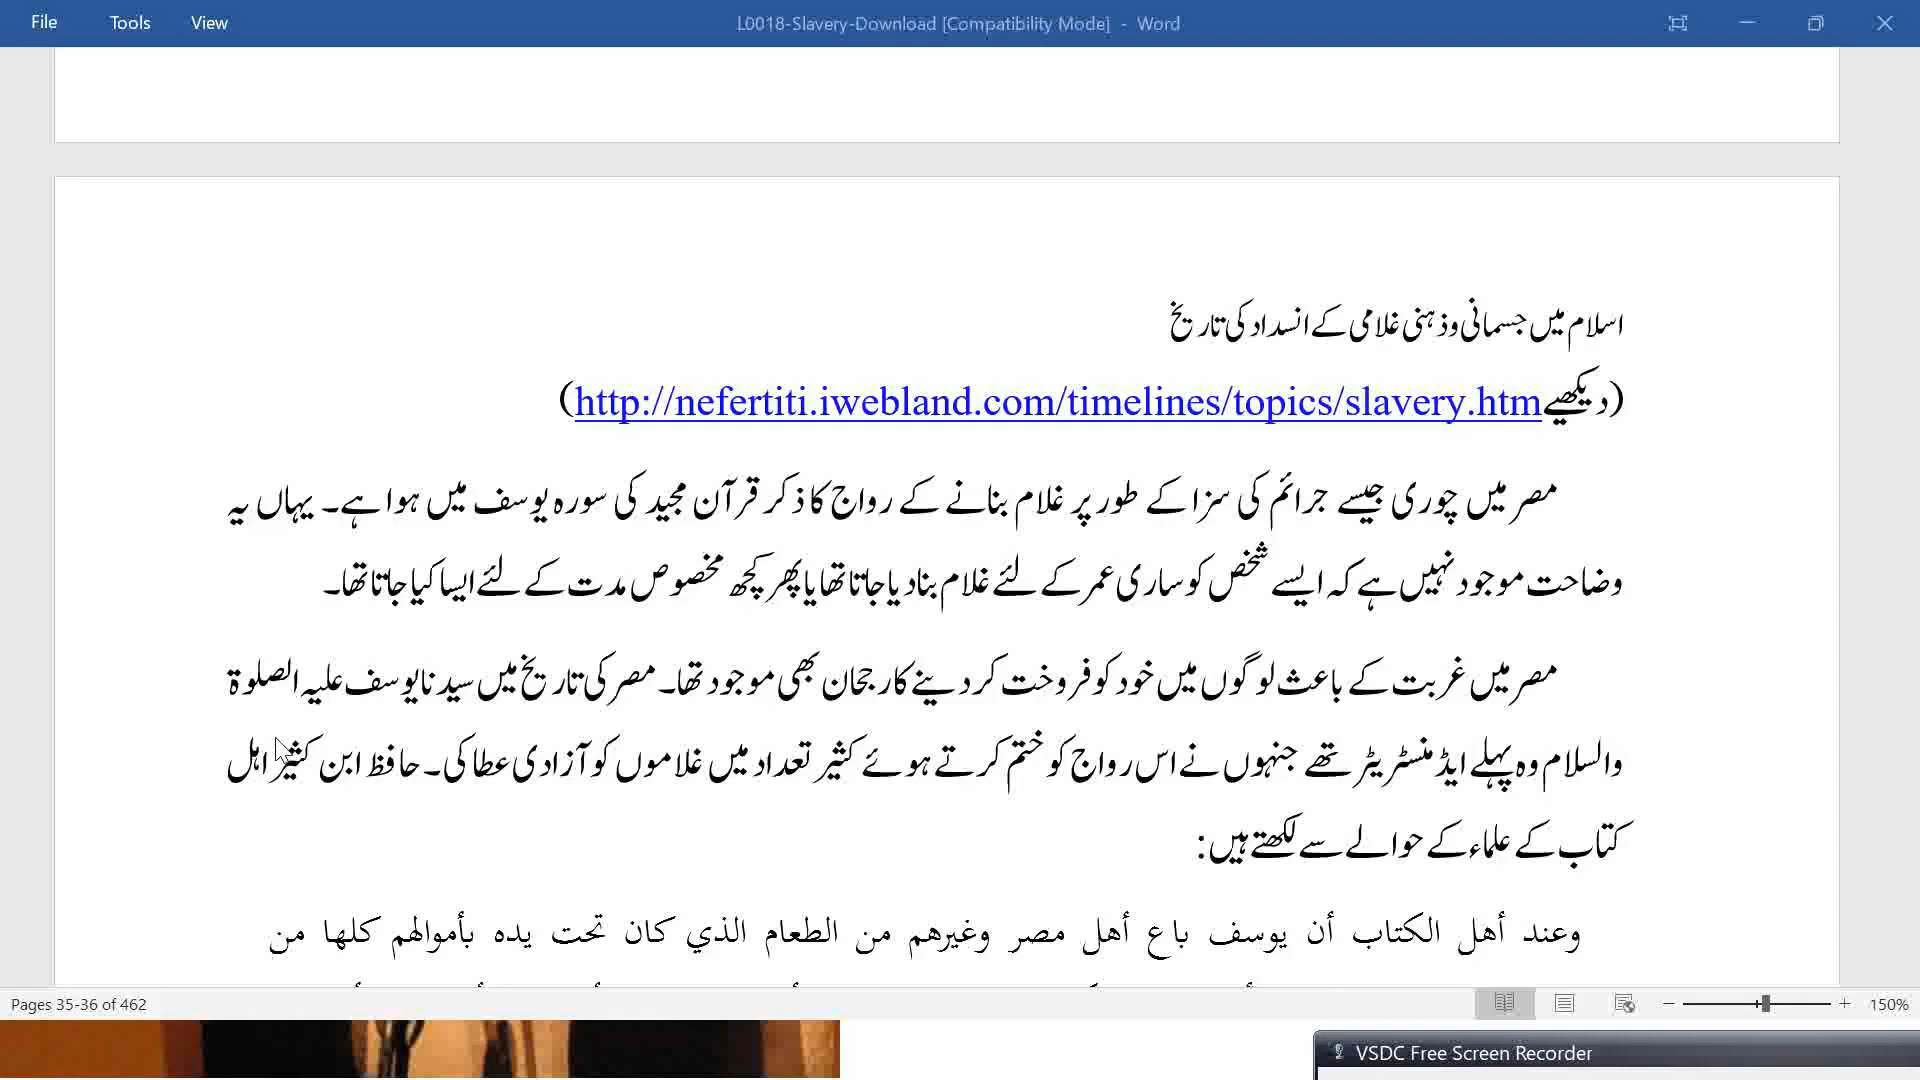 File Tools View L0018-Slavery-Download [Compatibility Mode] - Word
اسلام میں جسمانی و ذہنی غلامی کے انسداد کی تاریخ
(دیکھیے http://nefertiti.iwebland.com/timelines/topics/slavery.htm)
مصر میں چوری جیسے جرائم کی سزا کے طور پر غلام بنانے کے رواج کا ذکر قرآن مجید کی سورہ یوسف میں ہوا ہے۔ یہاں یہ
وضاحت موجود نہیں ہے کہ ایسے شخص کو ساری عمر کے لئے غلام بنا دیا جاتا تھا یا پھر کچھ مخصوص مدت کے لئے ایسا کیا جاتا تھا۔
مصر میں غربت کے باعث لوگوں میں خود کو فروخت کر دینے کا رجحان بھی موجود تھا۔ مصر کی تاریخ میں سیدنا یوسف علیہ الصلوۃ
والسلام وہ پہلے ایڈمنسٹریٹر تھے جنہوں نے اس رواج کو ختم کرتے ہوئے کثیر تعداد میں غلاموں کو آزادی عطا کی۔ حافظ ابن کثیر اہل
کتاب کے علماء کے حوالے سے لکھتے ہیں:
وعند أهل الكتاب أن يوسف باع أهل مصر وغيرهم من الطعام الذي كان تحت يده بأموالهم كلها من
Pages 35-36 of 462 150%
VSDC Free Screen Recorder